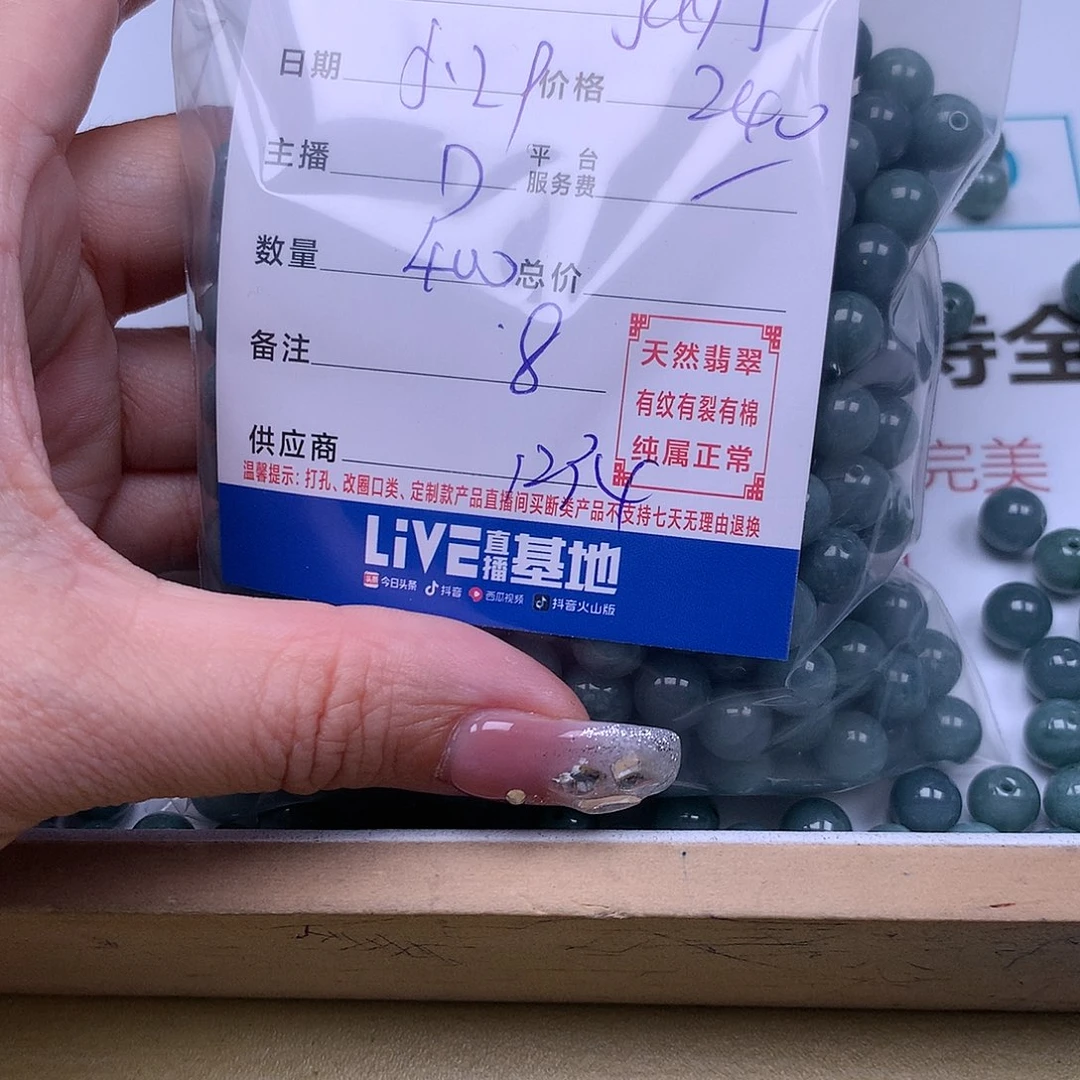 日期 价格 2400
主播 D 平台服务费
数量 400 总价
备注 8
天然翡翠
有纹有裂有棉
纯属正常
供应商
温馨提示：打孔、改圈口类、定制款产品直播间买断类产品不支持七天无理由退换
LiVE直播基地
今日头条 抖音 西瓜视频 抖音火山版
全
完美